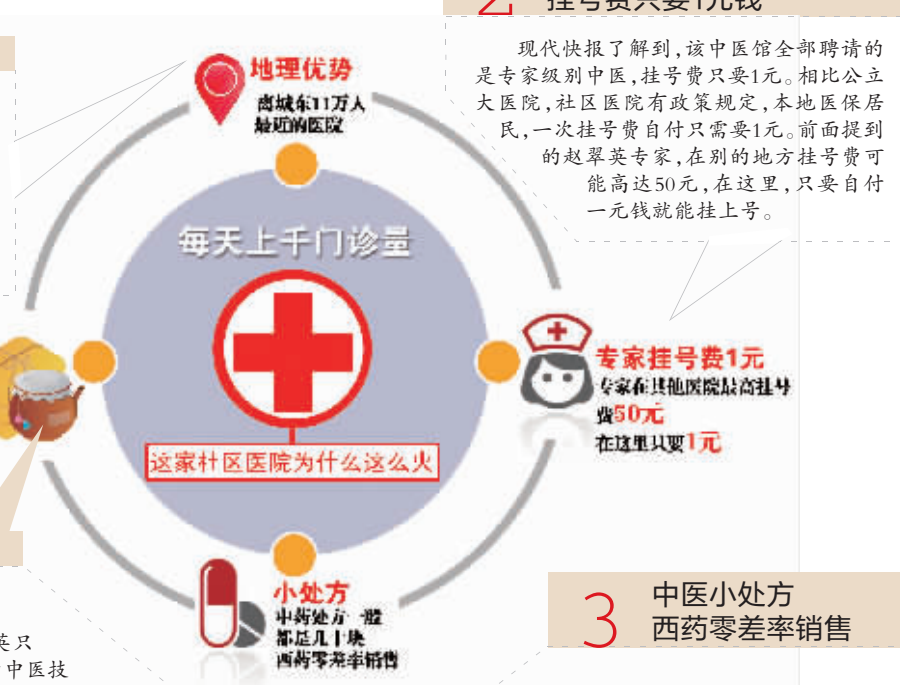 挂号费只要1元钱
现代快报了解到,该中医馆全部聘请的
是专家级别中医,挂号费只要1元。相比公立
大医院,社区医院有政策规定,本地医保居
民,一次挂号费自付只需要1元。前面提到
的赵翠英专家,在别的地方挂号费可
能高达50元,在这里,只要自付
一元钱就能挂上号。
地理优势
离城东11万人
最近的医院
每天上千门诊量
这家社区医院为什么这么火
专家挂号费1元
专家在其他医院最高挂号
费50元
在这里只要1元
小处方
中药处方一般
都是几十块
西药零差率销售
3
中医小处方
西药零差率销售
英只
中医技